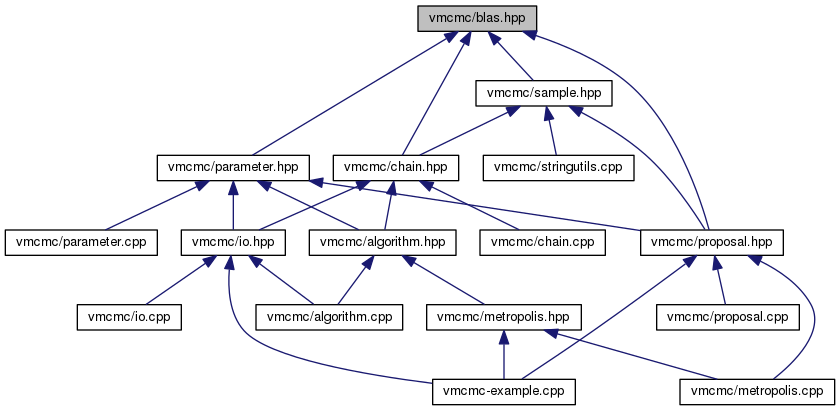 vmcmc/blas.hpp
vmcmc/sample.hpp
vmcmc/parameter.hpp
vmcmc/chain.hpp
vmcmc/stringutils.cpp
vmcmc/parameter.cpp
vmcmc/io.hpp
vmcmc/algorithm.hpp
vmcmc/chain.cpp
vmcmc/proposal.hpp
vmcmc/io.cpp
vmcmc/algorithm.cpp
vmcmc/metropolis.hpp
vmcmc/proposal.cpp
vmcmc-example.cpp
vmcmc/metropolis.cpp